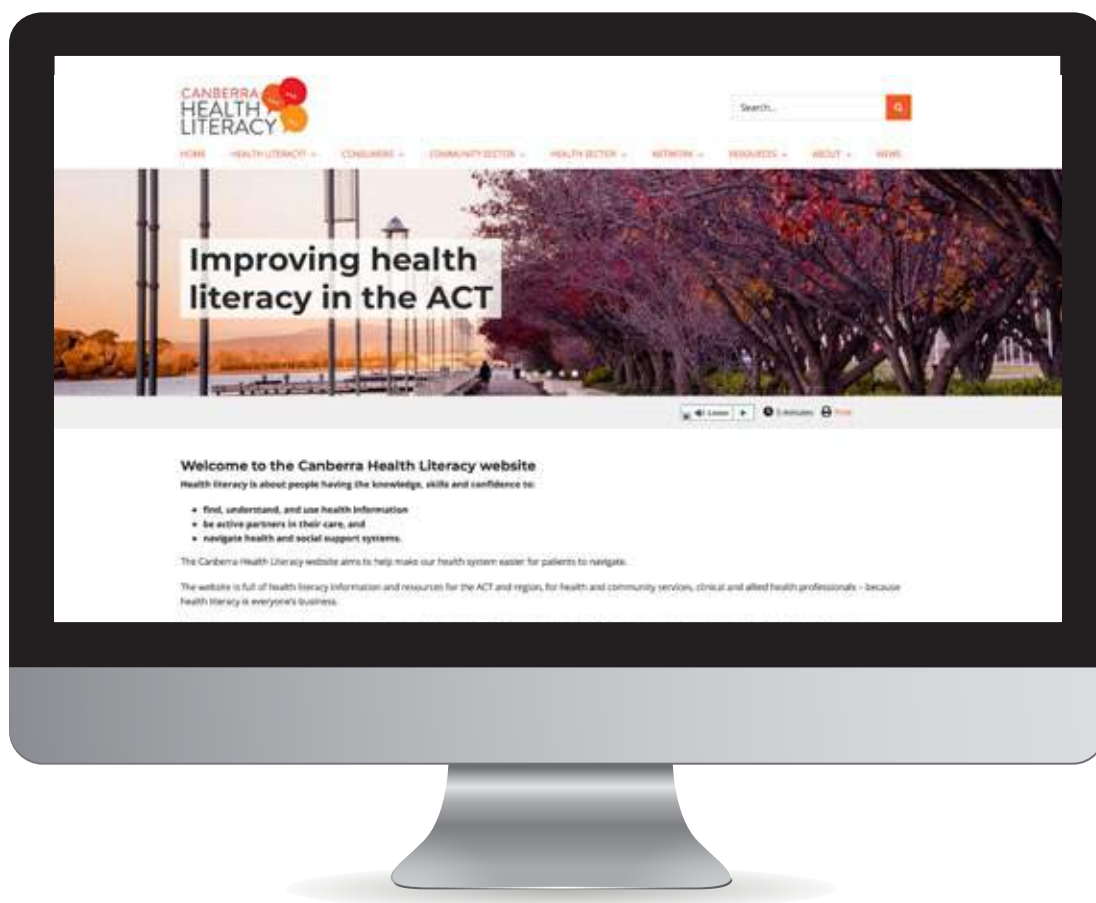 CANBERRA
HEALTH
LITERACY
Search...
HOME HEALTH LITERACY? CONSUMERS COMMUNITY SECTOR HEALTH SECTOR NETWORK RESOURCES ABOUT NEWS
Improving health
literacy in the ACT
Listen 3 minutes Print
Welcome to the Canberra Health Literacy website
Health literacy is about people having the knowledge, skills and confidence to:
• find, understand, and use health information
• be active partners in their care, and
• navigate health and social support systems.
The Canberra Health Literacy website aims to help make our health system easier for patients to navigate.
The website is full of health literacy information and resources for the ACT and region, for health and community services, clinical and allied health professionals – because
health literacy is everyone's business.